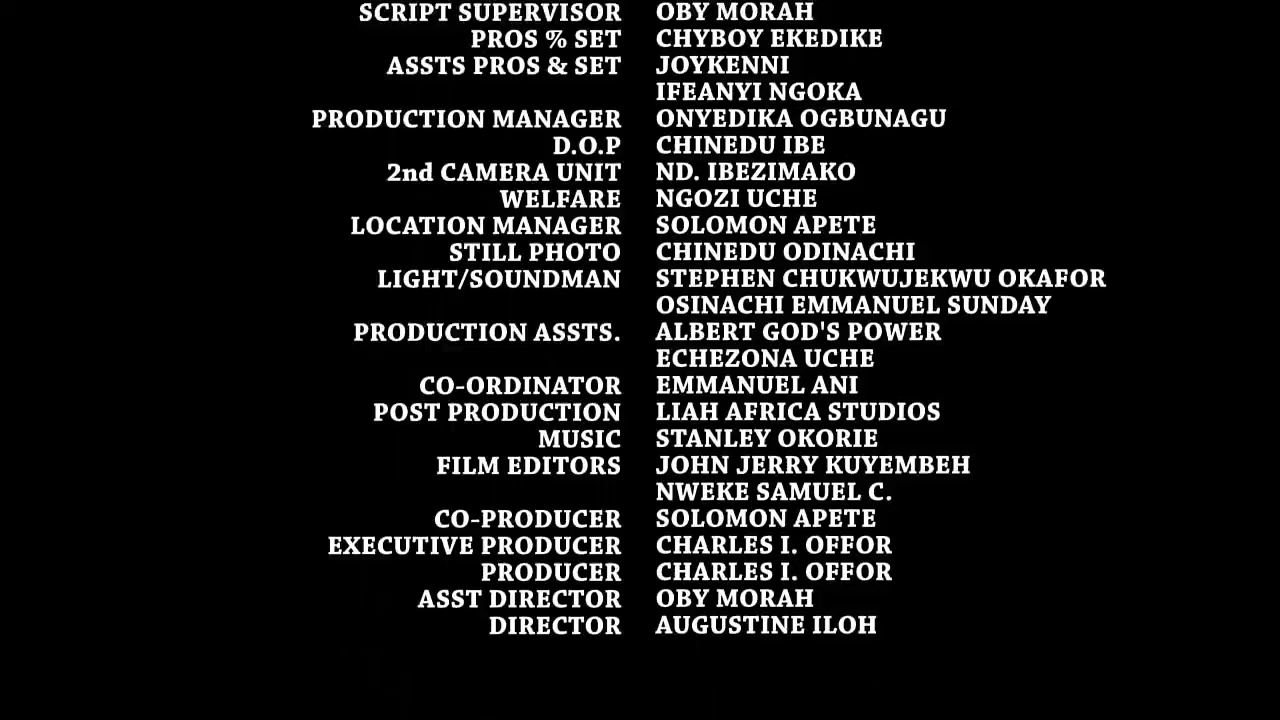 SCRIPT SUPERVISOR OBY MORAH
PROS % SET CHYBOY EKEDIKE
ASSTS PROS & SET JOYKENNI
IFEANYI NGOKA
PRODUCTION MANAGER ONYEDIKA OGBUNAGU
D.O.P CHINEDU IBE
2nd CAMERA UNIT ND. IBEZIMAKO
WELFARE NGOZI UCHE
LOCATION MANAGER SOLOMON APETE
STILL PHOTO CHINEDU ODINACHI
LIGHT/SOUNDMAN STEPHEN CHUKWUJEKWU OKAFOR
OSINACHI EMMANUEL SUNDAY
PRODUCTION ASSTS. ALBERT GOD'S POWER
ECHEZONA UCHE
CO-ORDINATOR EMMANUEL ANI
POST PRODUCTION LIAH AFRICA STUDIOS
MUSIC STANLEY OKORIE
FILM EDITORS JOHN JERRY KUYEMBEH
NWEKE SAMUEL C.
CO-PRODUCER SOLOMON APETE
EXECUTIVE PRODUCER CHARLES I. OFFOR
PRODUCER CHARLES I. OFFOR
ASST DIRECTOR OBY MORAH
DIRECTOR AUGUSTINE ILOH